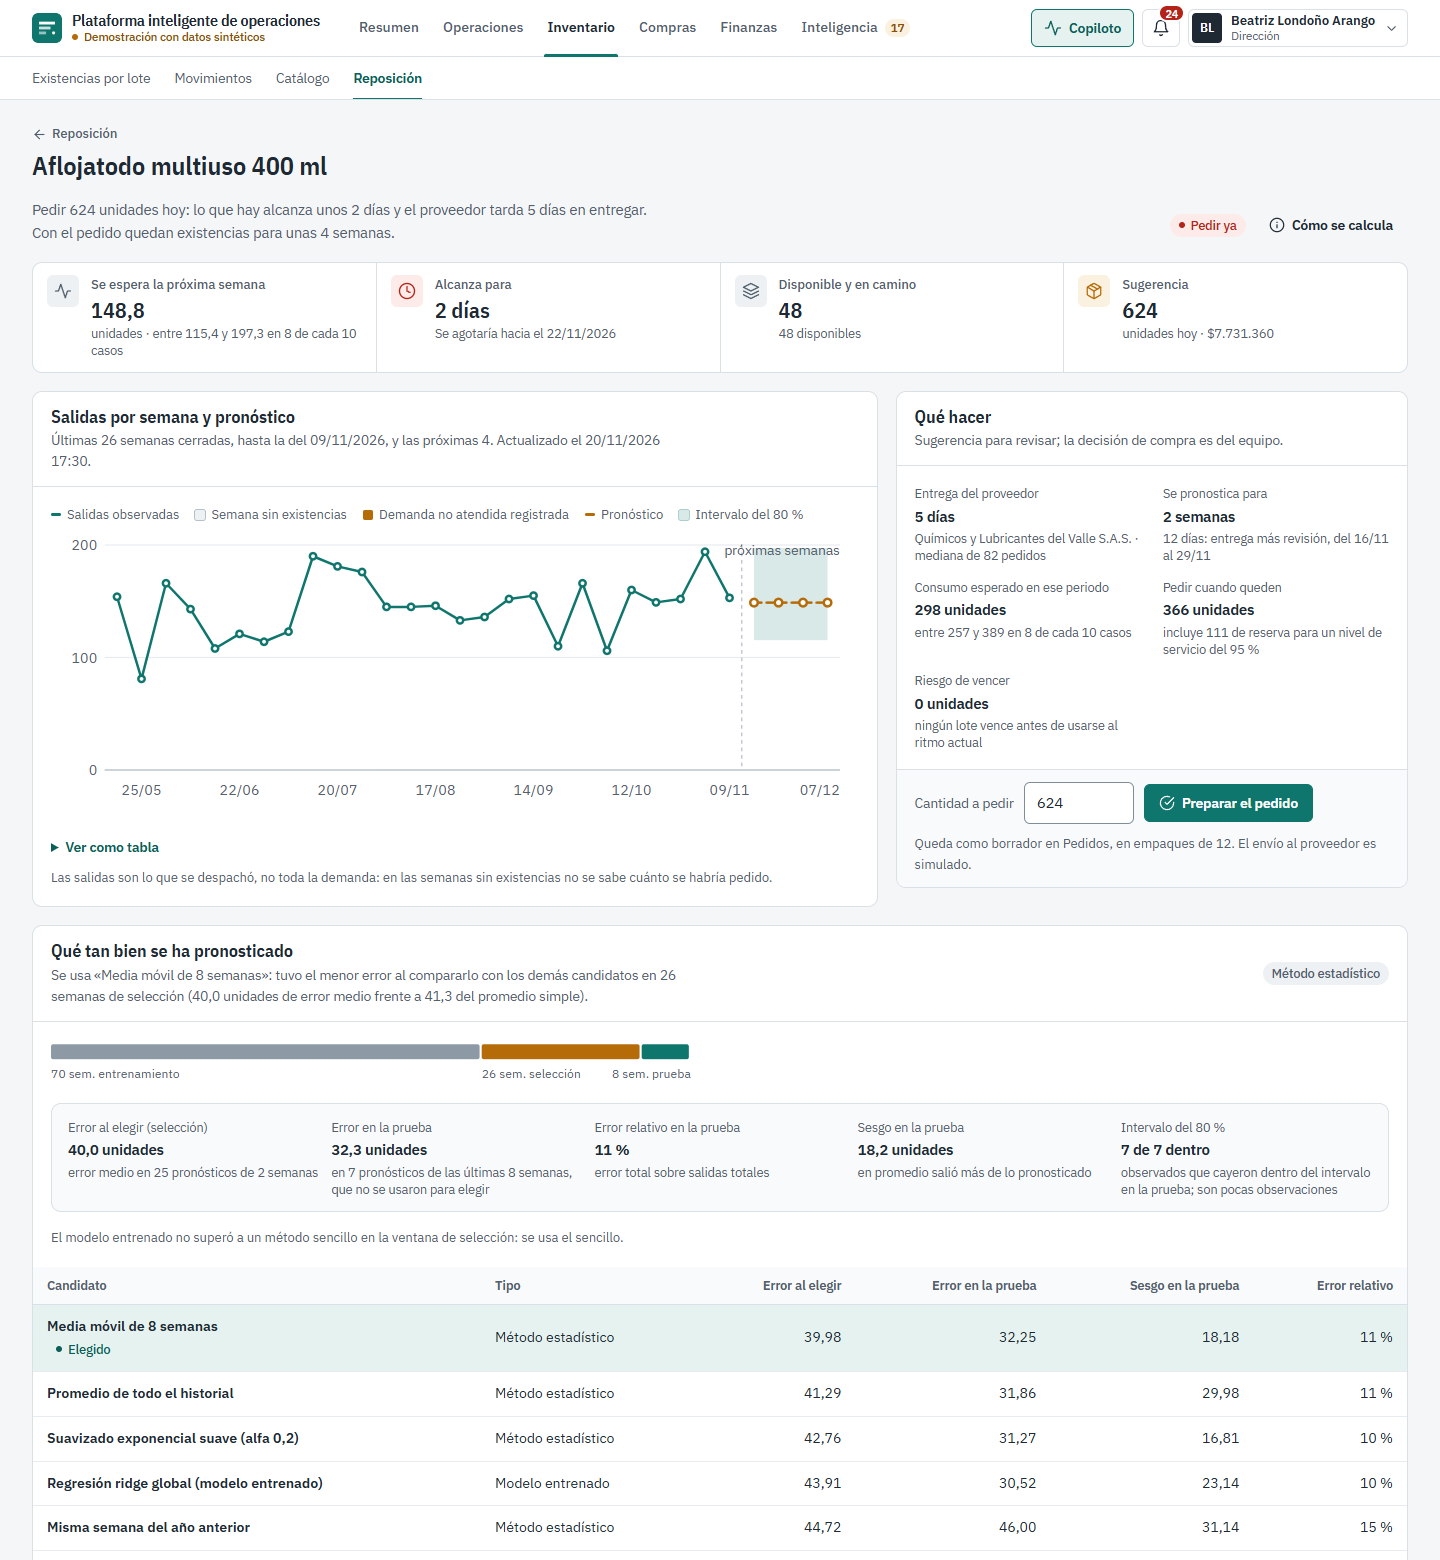 Plataforma inteligente de operaciones
Demostración con datos sintéticos
Resumen
Operaciones
Inventario
Compras
Finanzas
Inteligencia
17
Copiloto
24
BL
Beatriz Londoño Arango
Dirección
Existencias por lote
Movimientos
Catálogo
Reposición
Reposición
Aflojatodo multiuso 400 ml
Pedir 624 unidades hoy: lo que hay alcanza unos 2 días y el proveedor tarda 5 días en entregar.
Con el pedido quedan existencias para unas 4 semanas.
Pedir ya
Cómo se calcula
Se espera la próxima semana
148,8
unidades · entre 115,4 y 197,3 en 8 de cada 10
casos
Alcanza para
2 días
Se agotaría hacia el 22/11/2026
Disponible y en camino
48
48 disponibles
Sugerencia
624
unidades hoy · $7.731.360
Salidas por semana y pronóstico
Últimas 26 semanas cerradas, hasta la del 09/11/2026, y las próximas 4. Actualizado el 20/11/2026
17:30.
Salidas observadas
Semana sin existencias
Demanda no atendida registrada
Pronóstico
Intervalo del 80 %
200
próximas semanas
100
0
25/05
22/06
20/07
17/08
14/09
12/10
09/11
07/12
Ver como tabla
Las salidas son lo que se despachó, no toda la demanda: en las semanas sin existencias no se sabe cuánto se habría pedido.
Qué hacer
Sugerencia para revisar; la decisión de compra es del equipo.
Entrega del proveedor
5 días
Químicos y Lubricantes del Valle S.A.S. ·
mediana de 82 pedidos
Se pronostica para
2 semanas
12 días: entrega más revisión, del 16/11
al 29/11
Consumo esperado en ese periodo
298 unidades
entre 257 y 389 en 8 de cada 10 casos
Pedir cuando queden
366 unidades
incluye 111 de reserva para un nivel de
servicio del 95 %
Riesgo de vencer
0 unidades
ningún lote vence antes de usarse al
ritmo actual
Cantidad a pedir
624
Preparar el pedido
Queda como borrador en Pedidos, en empaques de 12. El envío al proveedor es
simulado.
Qué tan bien se ha pronosticado
Se usa «Media móvil de 8 semanas»: tuvo el menor error al compararlo con los demás candidatos en 26
semanas de selección (40,0 unidades de error medio frente a 41,3 del promedio simple).
Método estadístico
70 sem. entrenamiento
26 sem. selección
8 sem. prueba
Error al elegir (selección)
40,0 unidades
error medio en 25 pronósticos de 2 semanas
Error en la prueba
32,3 unidades
en 7 pronósticos de las últimas 8 semanas,
que no se usaron para elegir
Error relativo en la prueba
11 %
error total sobre salidas totales
Sesgo en la prueba
18,2 unidades
en promedio salió más de lo pronosticado
Intervalo del 80 %
7 de 7 dentro
observados que cayeron dentro del intervalo
en la prueba; son pocas observaciones
El modelo entrenado no superó a un método sencillo en la ventana de selección: se usa el sencillo.
Candidato Tipo Error al elegir Error en la prueba Sesgo en la prueba Error relativo
Media móvil de 8 semanas
Elegido
Método estadístico 39,98 32,25 18,18 11 %
Promedio de todo el historial Método estadístico 41,29 31,86 29,98 11 %
Suavizado exponencial suave (alfa 0,2) Método estadístico 42,76 31,27 16,81 10 %
Regresión ridge global (modelo entrenado) Modelo entrenado 43,91 30,52 23,14 10 %
Misma semana del año anterior Método estadístico 44,72 46,00 31,14 15 %